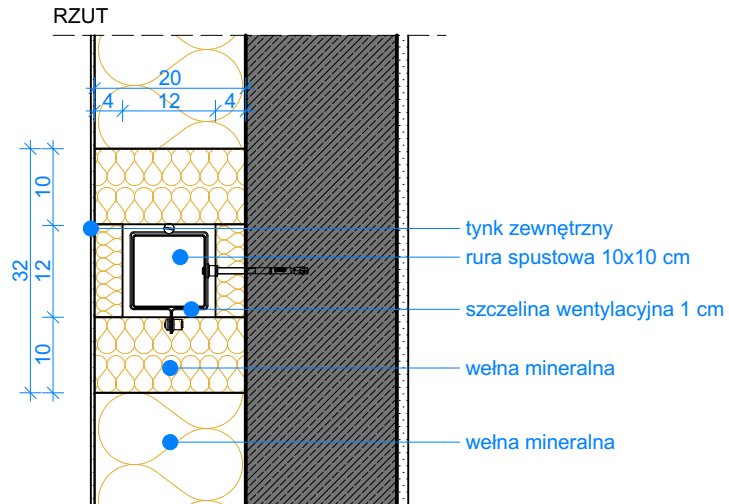 RZUT
20
4 12 4
10
tynk zewnętrzny
rura spustowa 10x10 cm
32
12
szczelina wentylacyjna 1 cm
10
wełna mineralna
wełna mineralna